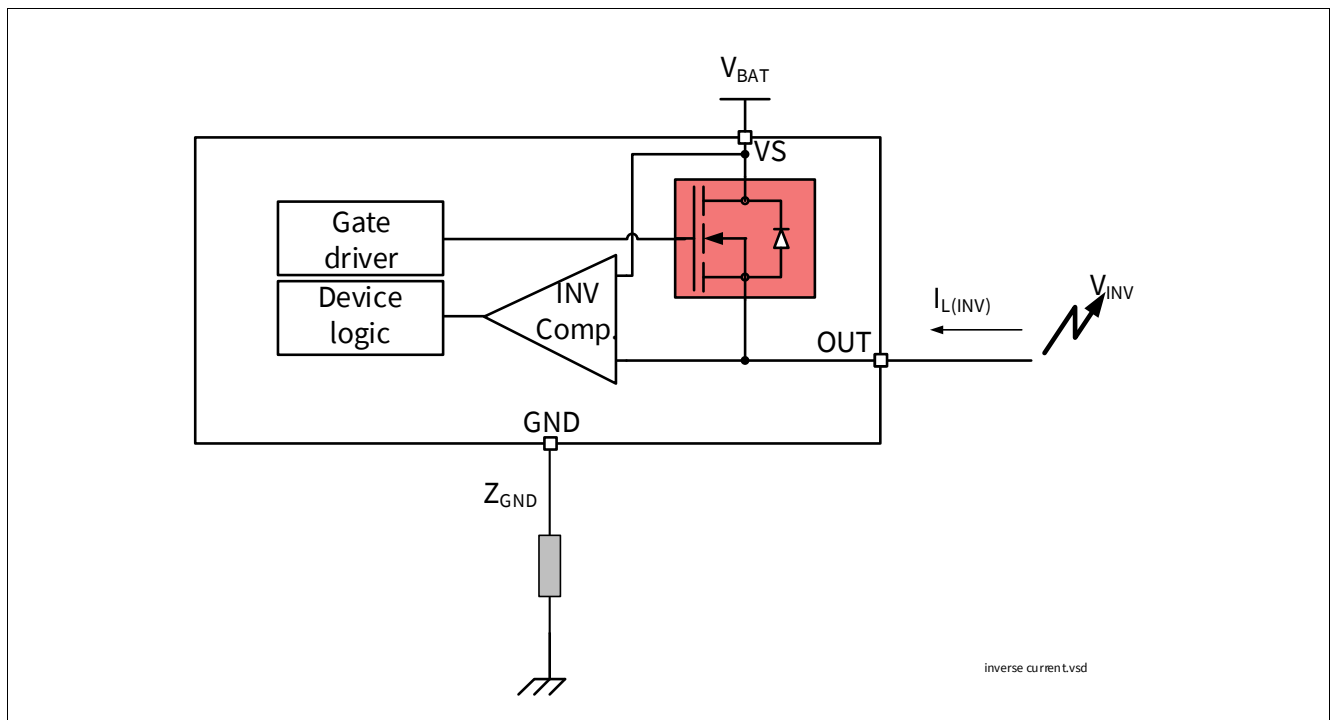 VBAT
VS
Gate
driver
Device
logic
INV
Comp.
IL(INV)
VINV
OUT
GND
ZGND
inverse current.vsd